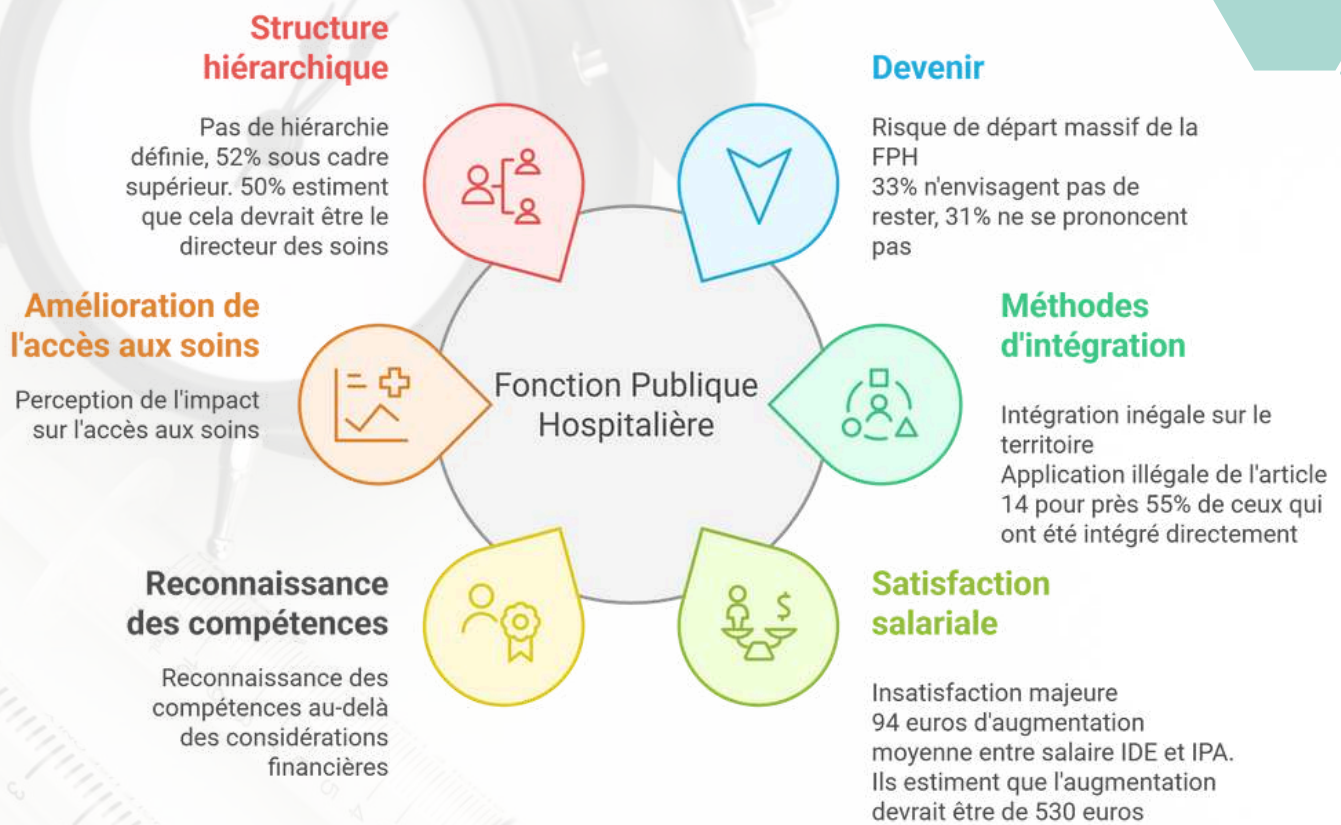 Structure
hiérarchique
Pas de hiérarchie
définie, 52% sous cadre
supérieur. 50% estiment
que cela devrait être le
directeur des soins
Devenir
Risque de départ massif de la
FPH
33% n'envisagent pas de
rester, 31% ne se prononcent
pas
Amélioration de
l'accès aux soins
Perception de l'impact
sur l'accès aux soins
Fonction Publique
Hospitalière
Méthodes
d'intégration
Intégration inégale sur le
territoire
Application illégale de l'article
14 pour près 55% de ceux qui
ont été intégré directement
Reconnaissance
des compétences
Reconnaissance des
compétences au-delà
des considérations
financières
Satisfaction
salariale
$
Insatisfaction majeure
94 euros d'augmentation
moyenne entre salaire IDE et IPA.
Ils estiment que l'augmentation
devrait être de 530 euros